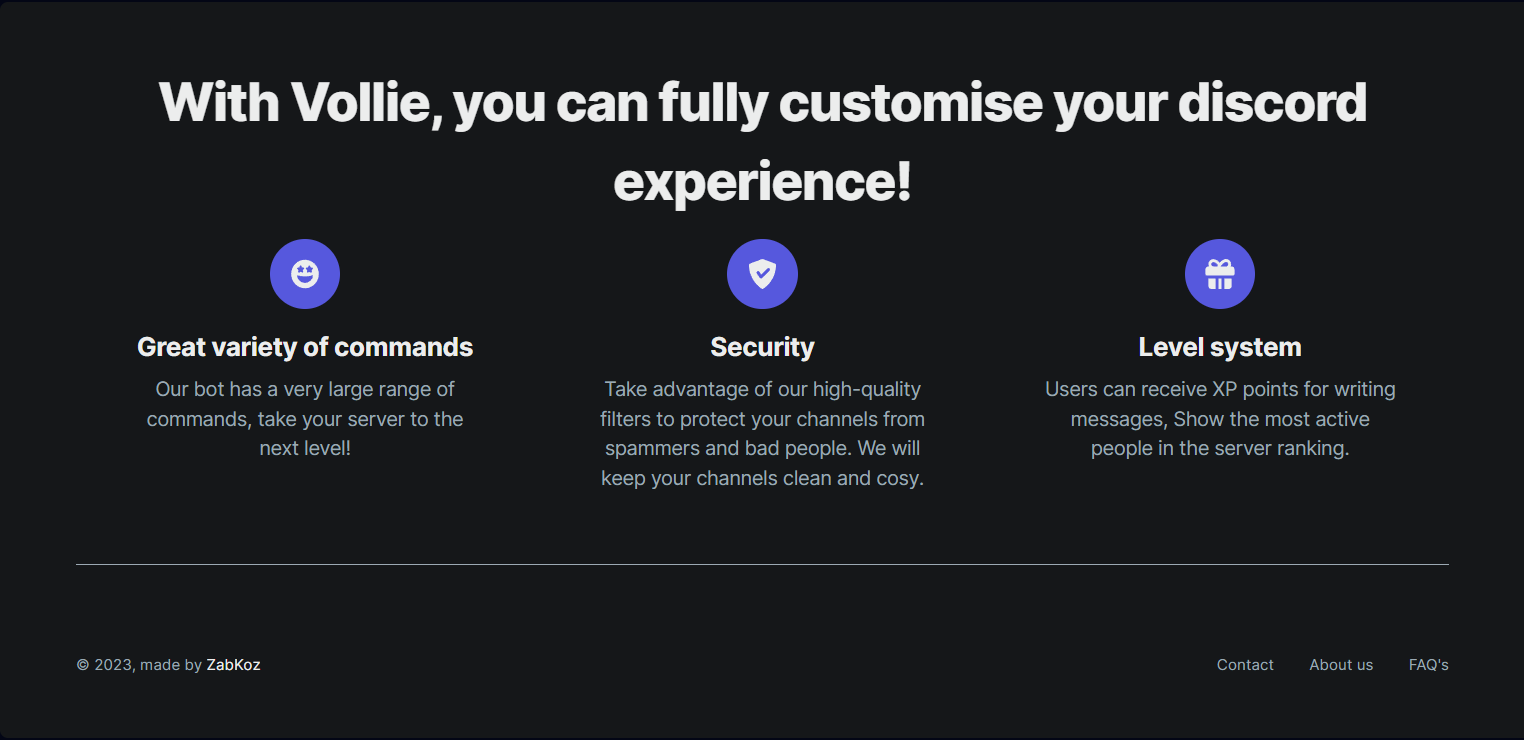 With Vollie, you can fully customise your discord
experience!
Great variety of commands
Our bot has a very large range of
commands, take your server to the
next level!
Security
Take advantage of our high-quality
filters to protect your channels from
spammers and bad people. We will
keep your channels clean and cosy.
Level system
Users can receive XP points for writing
messages, Show the most active
people in the server ranking.
© 2023, made by ZabKoz
Contact About us FAQ's